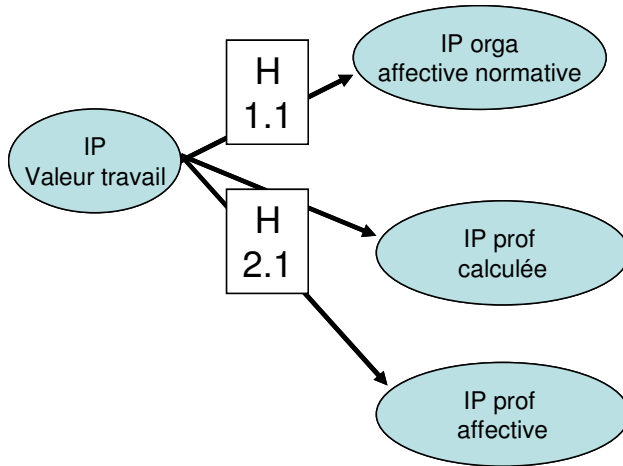 IP orga
affective normative
H
1.1
IP
Valeur travail
H
2.1
IP prof
calculée
IP prof
affective